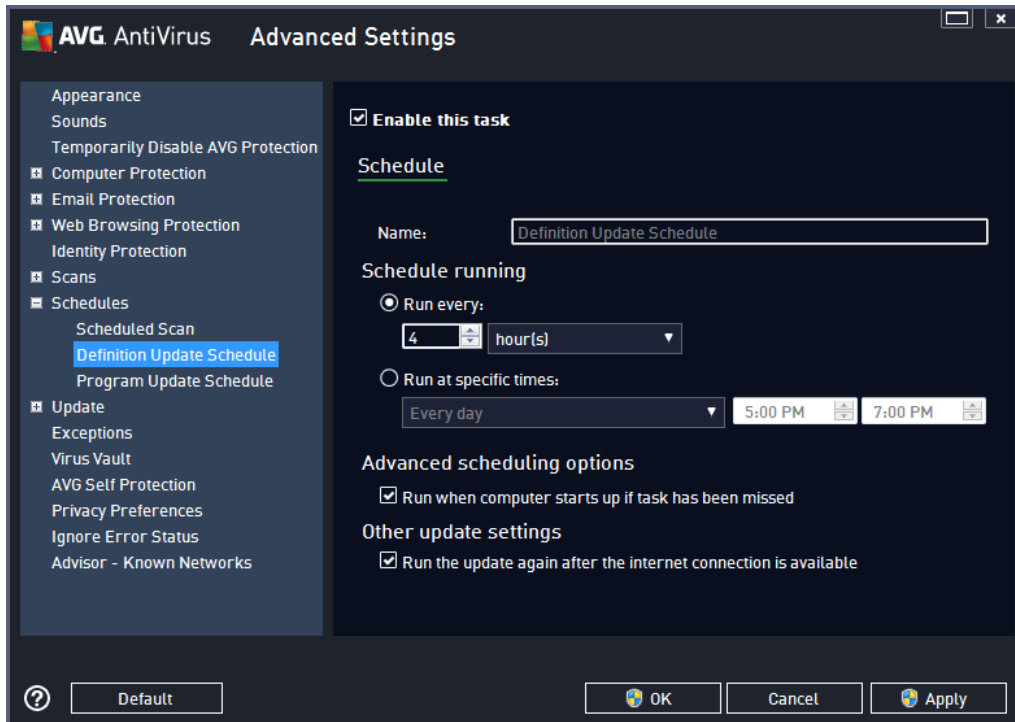 AVG AntiVirus Advanced Settings
Appearance
Sounds
Temporarily Disable AVG Protection
Computer Protection
Email Protection
Web Browsing Protection
Identity Protection
Scans
Schedules
Scheduled Scan
Definition Update Schedule
Program Update Schedule
Update
Exceptions
Virus Vault
AVG Self Protection
Privacy Preferences
Ignore Error Status
Advisor - Known Networks
Enable this task
Schedule
Name: Definition Update Schedule
Schedule running
Run every:
4 hour(s)
Run at specific times:
Every day 5:00 PM 7:00 PM
Advanced scheduling options
Run when computer starts up if task has been missed
Other update settings
Run the update again after the internet connection is available
? Default OK Cancel Apply